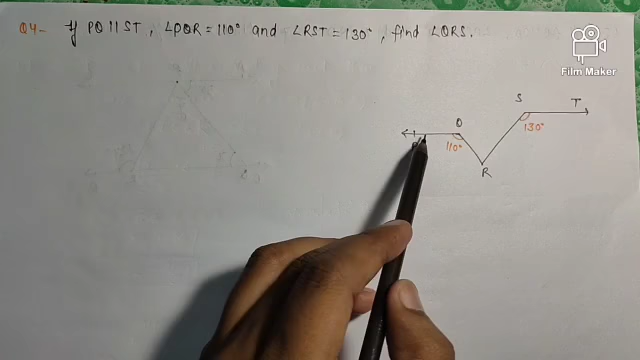 Q4- If PQ || ST, ∠PQR = 110° and ∠RST = 130°, find ∠QRS.
Film Maker
S T
Q 130°
P 110°
R